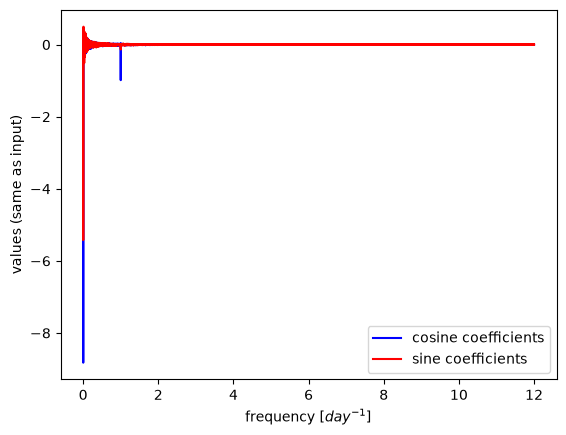 0
−2
−4
−6
−8
values (same as input)
cosine coefficients
sine coefficients
0 2 4 6 8 10 12
frequency [day⁻¹]